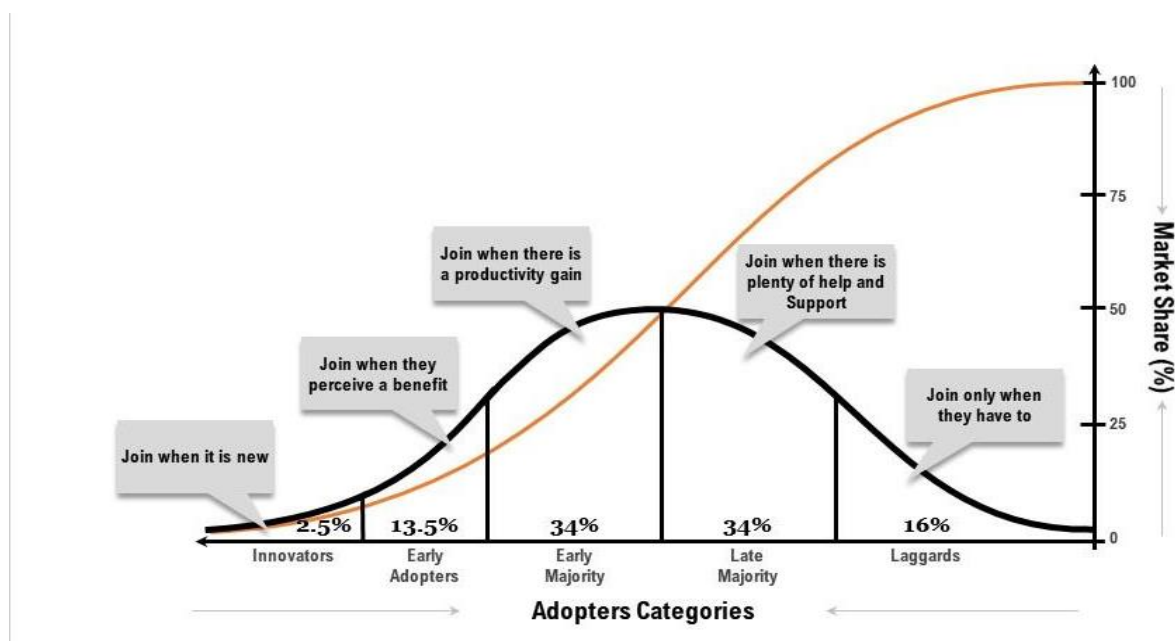 100
75
Join when there is
a productivity gain
Join when there is
plenty of help and
Support
50
Market Share (%)
Join when they
perceive a benefit
Join only when
they have to
25
Join when it is new
2.5%
13.5%
34%
34%
16%
0
Innovators
Early
Adopters
Early
Majority
Late
Majority
Laggards
Adopters Categories